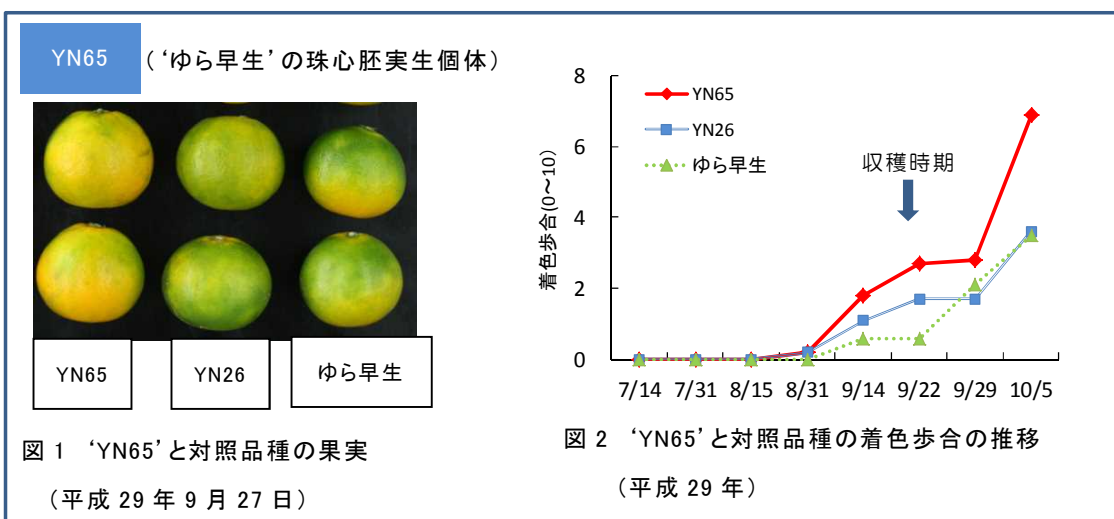 YN65
(‘ゆら早生’の珠心胚実生個体)
YN65
YN26
ゆら早生
図 1 ‘YN65’と対照品種の果実
(平成 29 年 9 月 27 日)
8
6
4
2
0
着色歩合(0～10)
YN65
YN26
ゆら早生
収穫時期
7/14 7/31 8/15 8/31 9/14 9/22 9/29 10/5
図 2 ‘YN65’と対照品種の着色歩合の推移
(平成 29 年)